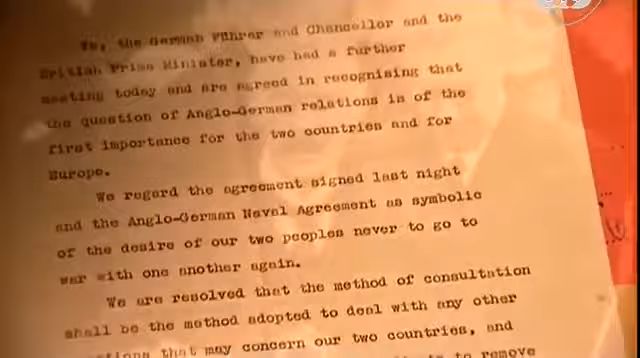 We, the German Führer and Chancellor and the
British Prime Minister, have had a further
meeting today and are agreed in recognising that
the question of Anglo-German relations is of the
first importance for the two countries and for
Europe.
We regard the agreement signed last night
and the Anglo-German Naval Agreement as symbolic
of the desire of our two peoples never to go to
war with one another again.
We are resolved that the method of consultation
shall be the method adopted to deal with any other
that may concern our two countries, and
to remove